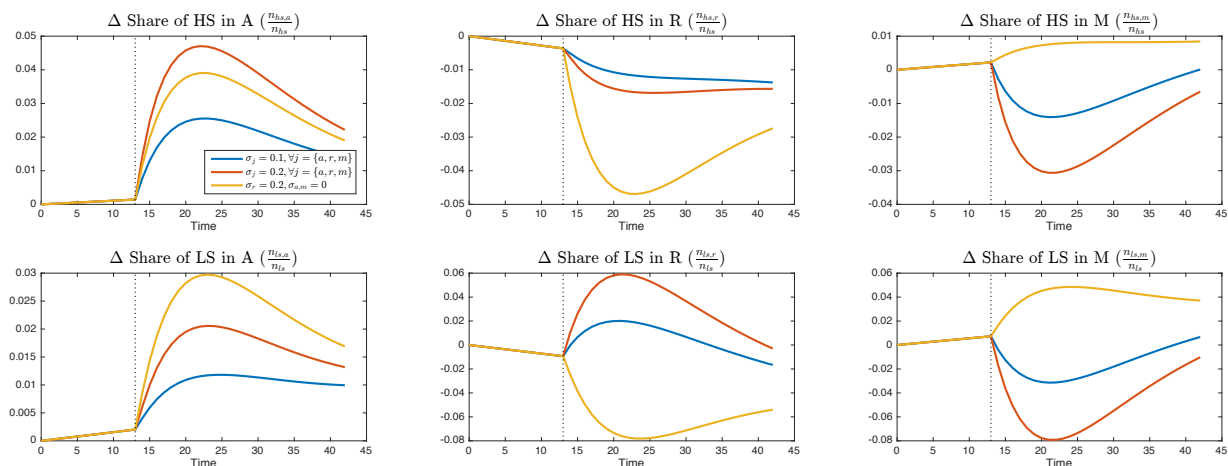 Δ Share of HS in A (n_{hs,a}/n_{hs})
0.05
0.04
0.03
0.02
0.01
0
0 5 10 15 20 25 30 35 40 45
Time
σ_j = 0.1, ∀j = {a, r, m}
σ_j = 0.2, ∀j = {a, r, m}
σ_r = 0.2, σ_{a,m} = 0
Δ Share of HS in R (n_{hs,r}/n_{hs})
0
-0.01
-0.02
-0.03
-0.04
-0.05
0 5 10 15 20 25 30 35 40 45
Time
Δ Share of HS in M (n_{hs,m}/n_{hs})
0.01
0
-0.01
-0.02
-0.03
-0.04
0 5 10 15 20 25 30 35 40 45
Time
Δ Share of LS in A (n_{ls,a}/n_{ls})
0.03
0.025
0.02
0.015
0.01
0.005
0
0 5 10 15 20 25 30 35 40 45
Time
Δ Share of LS in R (n_{ls,r}/n_{ls})
0.06
0.04
0.02
0
-0.02
-0.04
-0.06
-0.08
0 5 10 15 20 25 30 35 40 45
Time
Δ Share of LS in M (n_{ls,m}/n_{ls})
0.06
0.04
0.02
0
-0.02
-0.04
-0.06
-0.08
0 5 10 15 20 25 30 35 40 45
Time